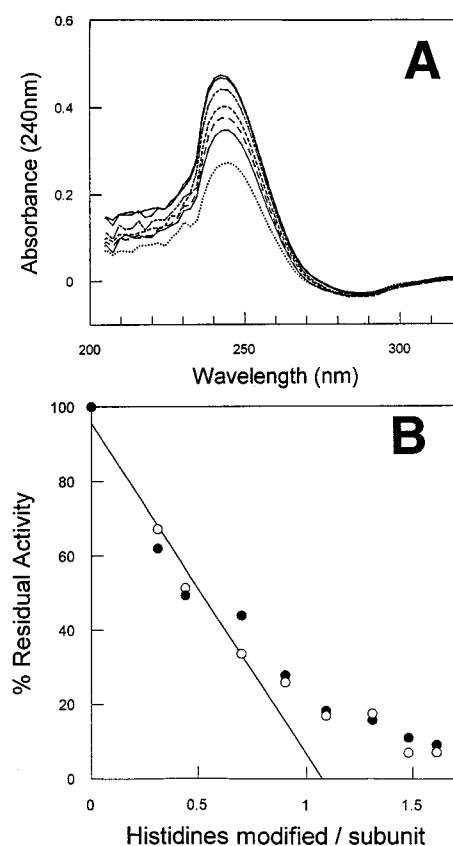 A
Absorbance (240nm)
0.6
0.4
0.2
0
200
250
300
Wavelength (nm)
B
% Residual Activity
100
80
60
40
20
0
0
0.5
1
1.5
Histidines modified / subunit